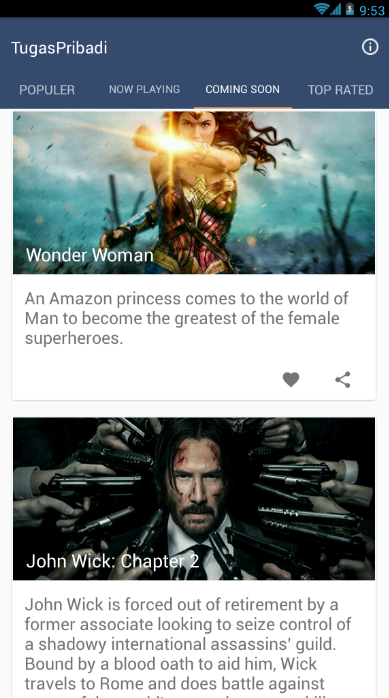 9:53
TugasPribadi
POPULER NOW PLAYING COMING SOON TOP RATED
Wonder Woman
An Amazon princess comes to the world of
Man to become the greatest of the female
superheroes.
John Wick: Chapter 2
John Wick is forced out of retirement by a
former associate looking to seize control of
a shadowy international assassins' guild.
Bound by a blood oath to aid him, Wick
travels to Rome and does battle against